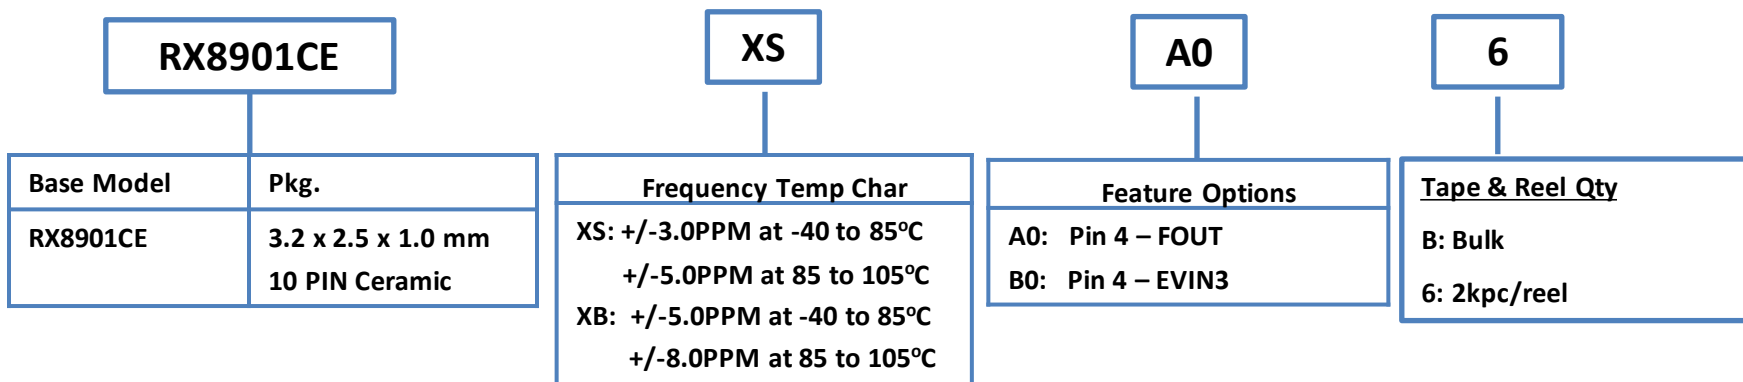 RX8901CE
XS
A0
6
Base Model
Pkg.
RX8901CE
3.2 x 2.5 x 1.0 mm
10 PIN Ceramic
Frequency Temp Char
XS: +/-3.0PPM at -40 to 85ºC
+/-5.0PPM at 85 to 105ºC
XB: +/-5.0PPM at -40 to 85ºC
+/-8.0PPM at 85 to 105ºC
Feature Options
A0: Pin 4 – FOUT
B0: Pin 4 – EVIN3
Tape & Reel Qty
B: Bulk
6: 2kpc/reel